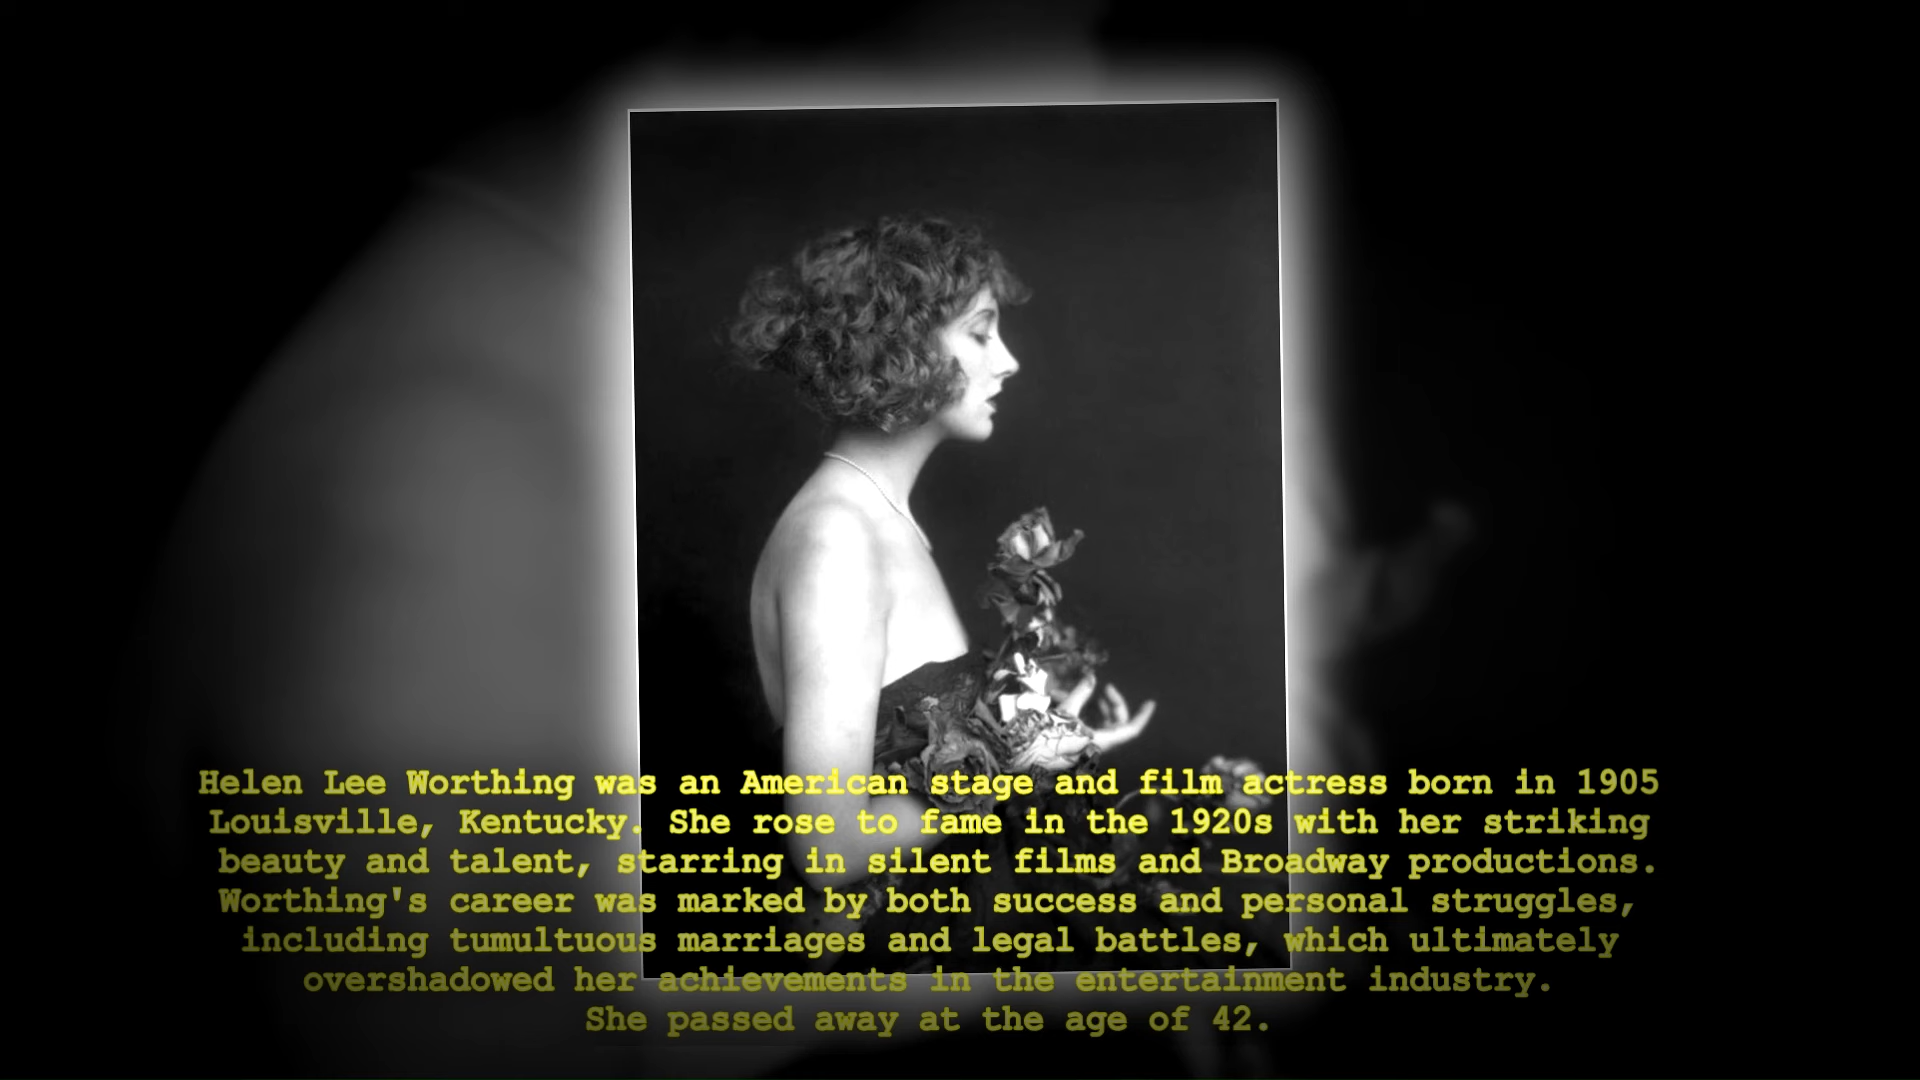 Helen Lee Worthing was an American stage and film actress born in 1905
Louisville, Kentucky. She rose to fame in the 1920s with her striking
beauty and talent, starring in silent films and Broadway productions.
Worthing's career was marked by both success and personal struggles,
including tumultuous marriages and legal battles, which ultimately
overshadowed her achievements in the entertainment industry.
She passed away at the age of 42.